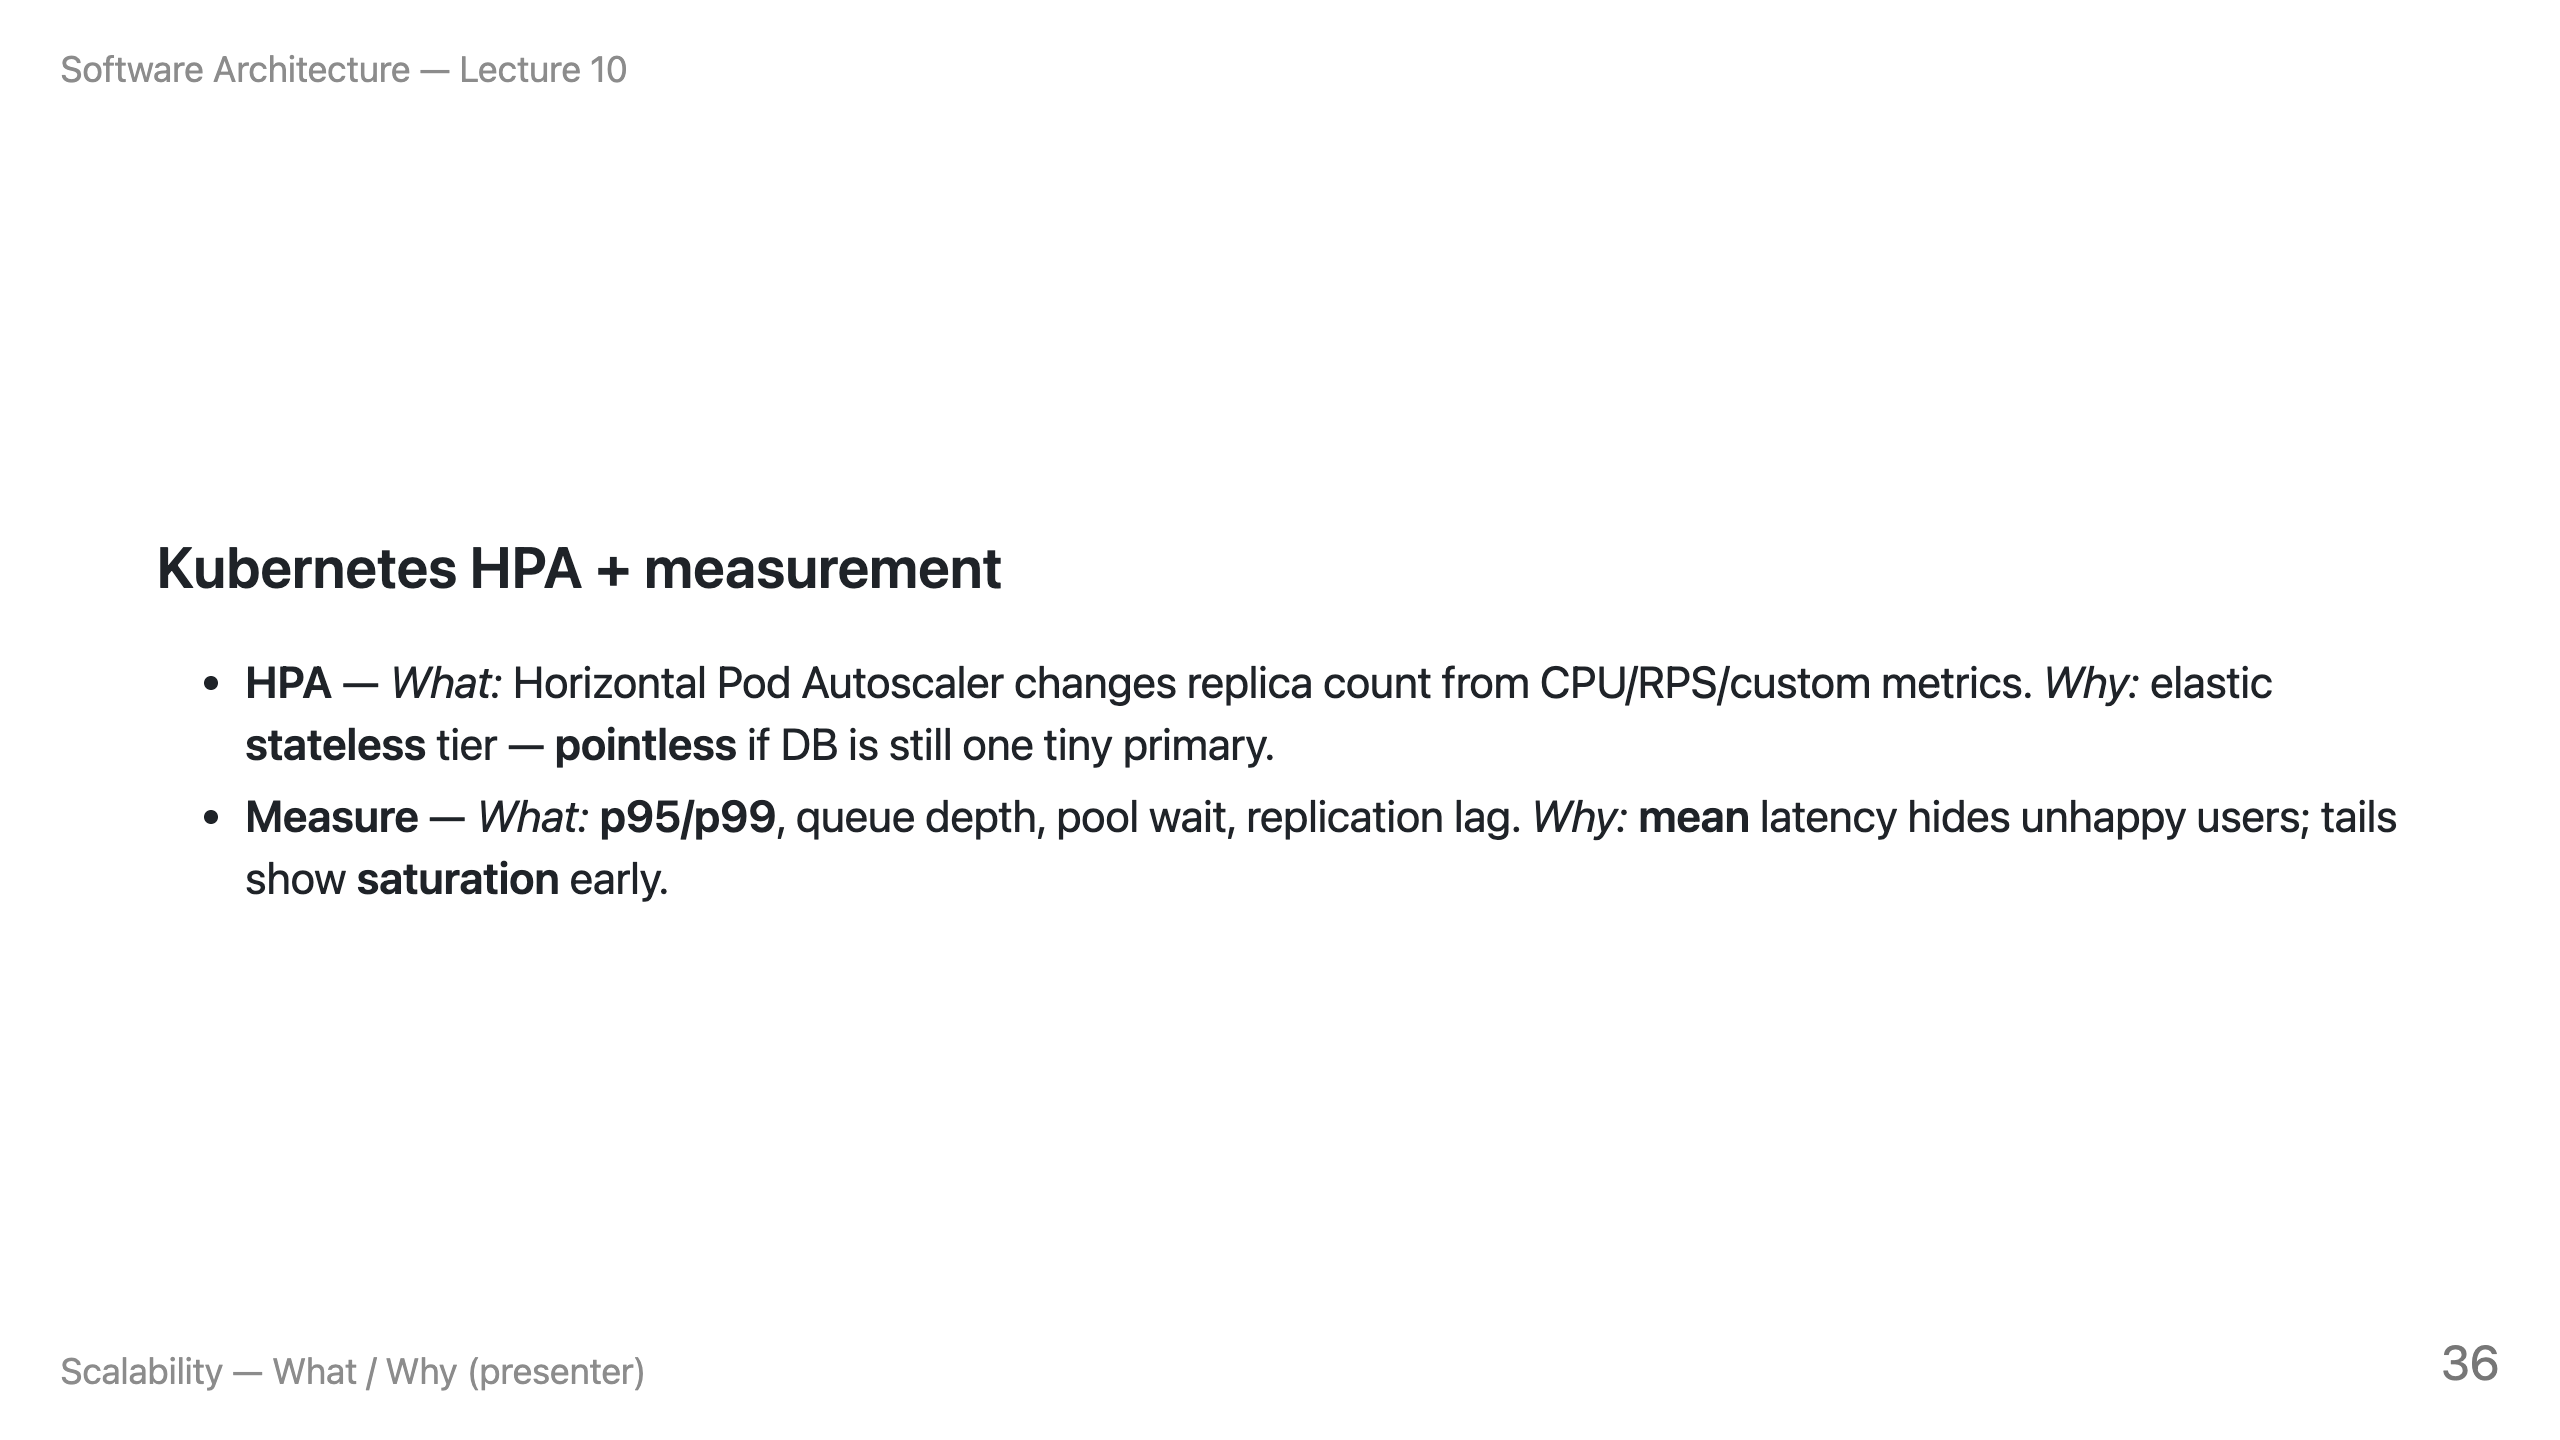 Software Architecture — Lecture 10
Kubernetes HPA + measurement
• HPA — What: Horizontal Pod Autoscaler changes replica count from CPU/RPS/custom metrics. Why: elastic
stateless tier — pointless if DB is still one tiny primary.
• Measure — What: p95/p99, queue depth, pool wait, replication lag. Why: mean latency hides unhappy users; tails
show saturation early.
Scalability — What / Why (presenter)
36